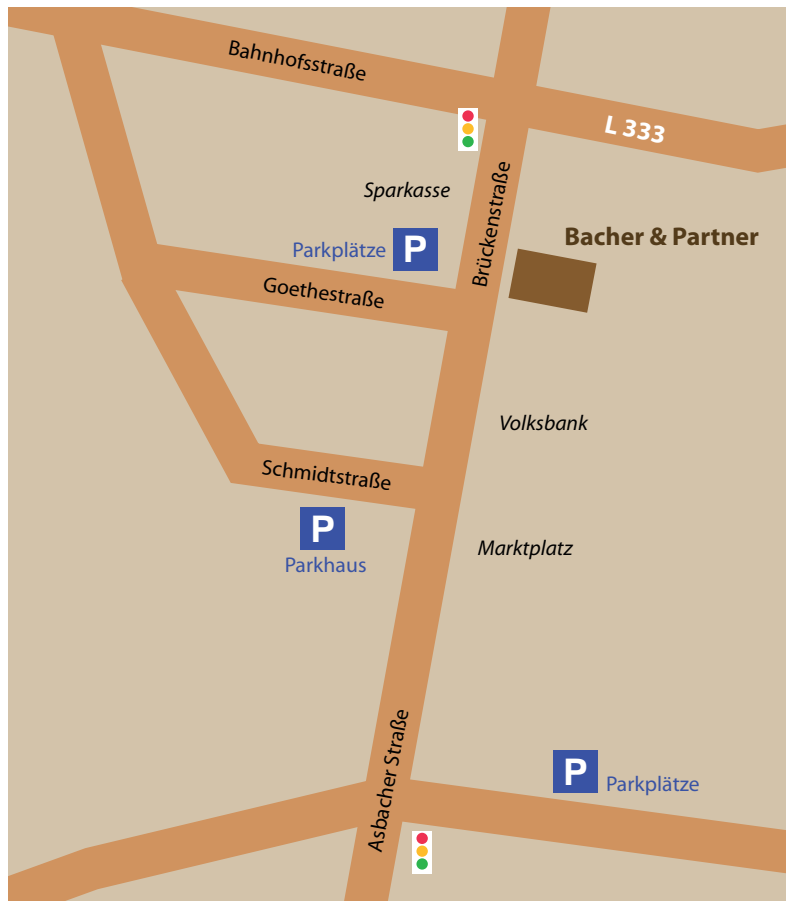 Bahnhofsstraße
L 333
Sparkasse
Brückenstraße
Bacher & Partner
Parkplätze
P
Goethestraße
Volksbank
Schmidtstraße
P
Parkhaus
Marktplatz
Asbacher Straße
P
Parkplätze